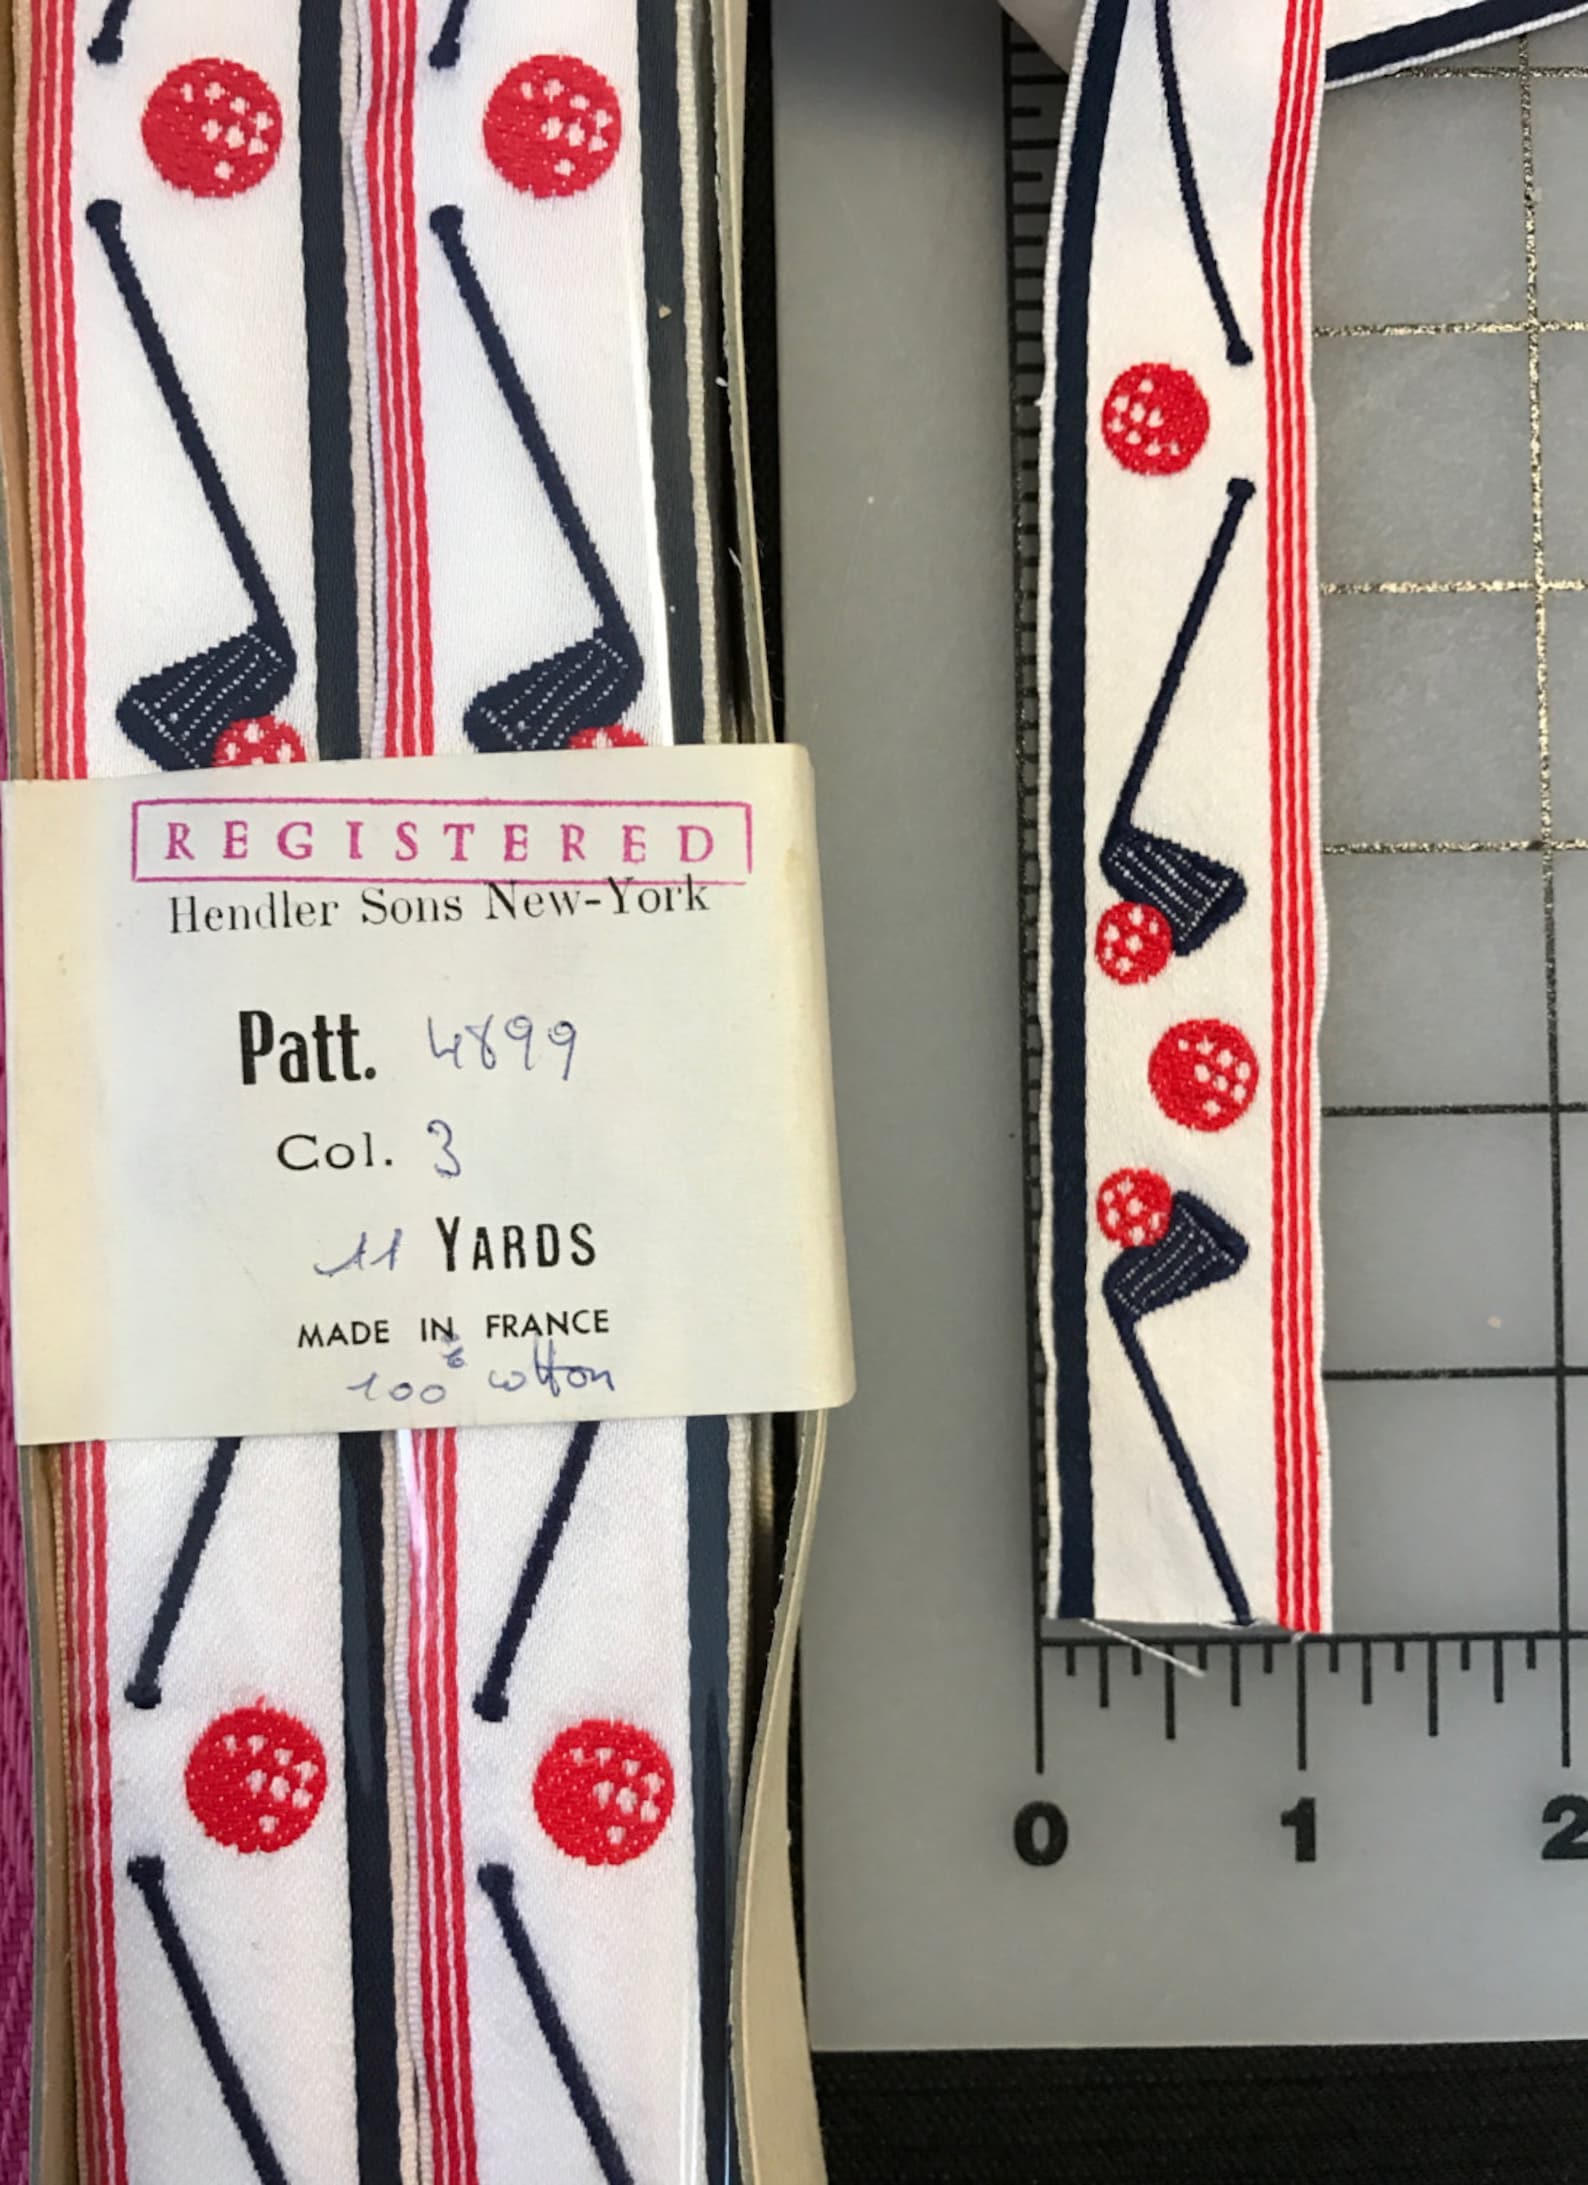 REGISTERED
Hendler Sons New-York
Patt. 4899
Col. 3
11 YARDS
MADE IN FRANCE
100% cotton
0 1 2